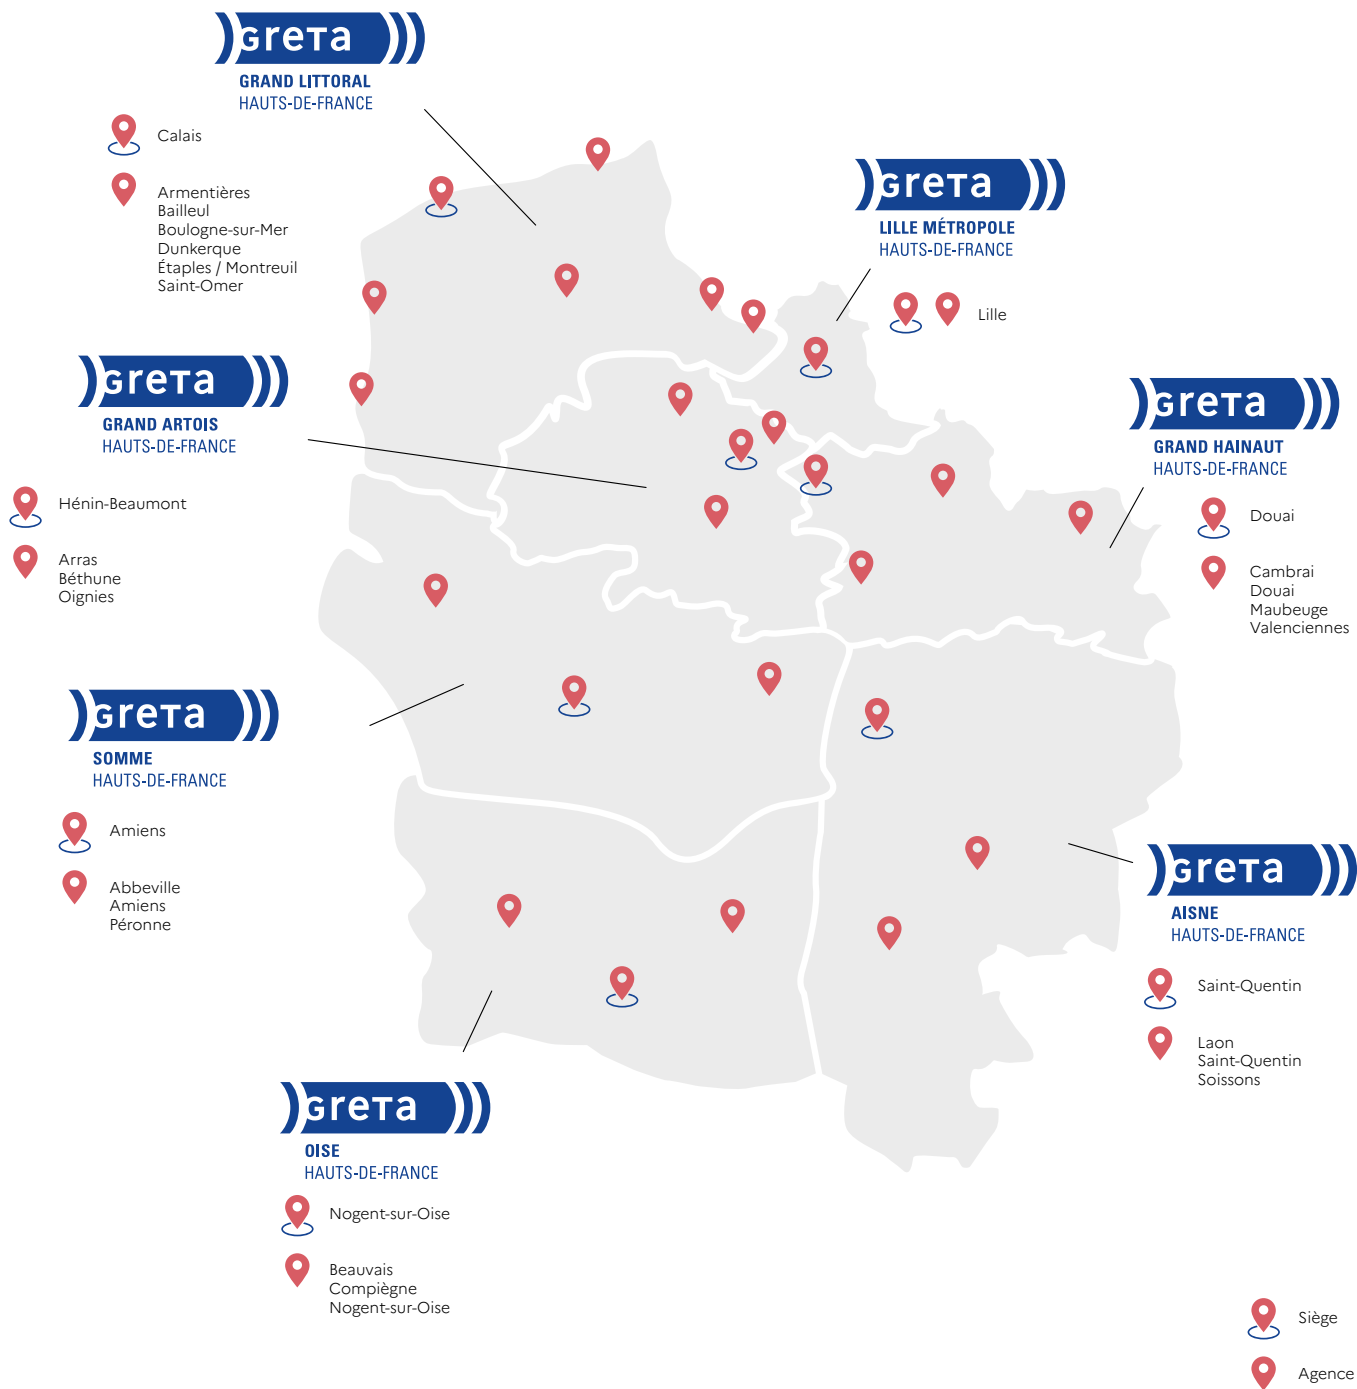 Greta
GRAND LITTORAL
HAUTS-DE-FRANCE
Calais
Armentières
Bailleul
Boulogne-sur-Mer
Dunkerque
Étaples / Montreuil
Saint-Omer
Greta
LILLE MÉTROPOLE
HAUTS-DE-FRANCE
Lille
Greta
GRAND ARTOIS
HAUTS-DE-FRANCE
Hénin-Beaumont
Arras
Béthune
Oignies
Greta
GRAND HAINAUT
HAUTS-DE-FRANCE
Douai
Cambrai
Douai
Maubeuge
Valenciennes
Greta
SOMME
HAUTS-DE-FRANCE
Amiens
Abbeville
Amiens
Péronne
Greta
AISNE
HAUTS-DE-FRANCE
Saint-Quentin
Laon
Saint-Quentin
Soissons
Greta
OISE
HAUTS-DE-FRANCE
Nogent-sur-Oise
Beauvais
Compiègne
Nogent-sur-Oise
Siège
Agence